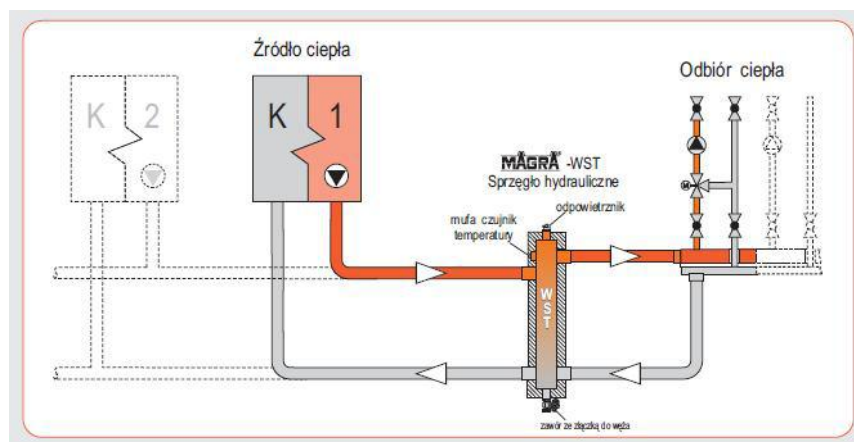 Źródło ciepła
Odbiór ciepła
K 2
K 1
MAGRA -WST
Sprzęgło hydrauliczne
odpowietrznik
mufa czujnik
temperatury
M
WST
zawór ze złączką do węża